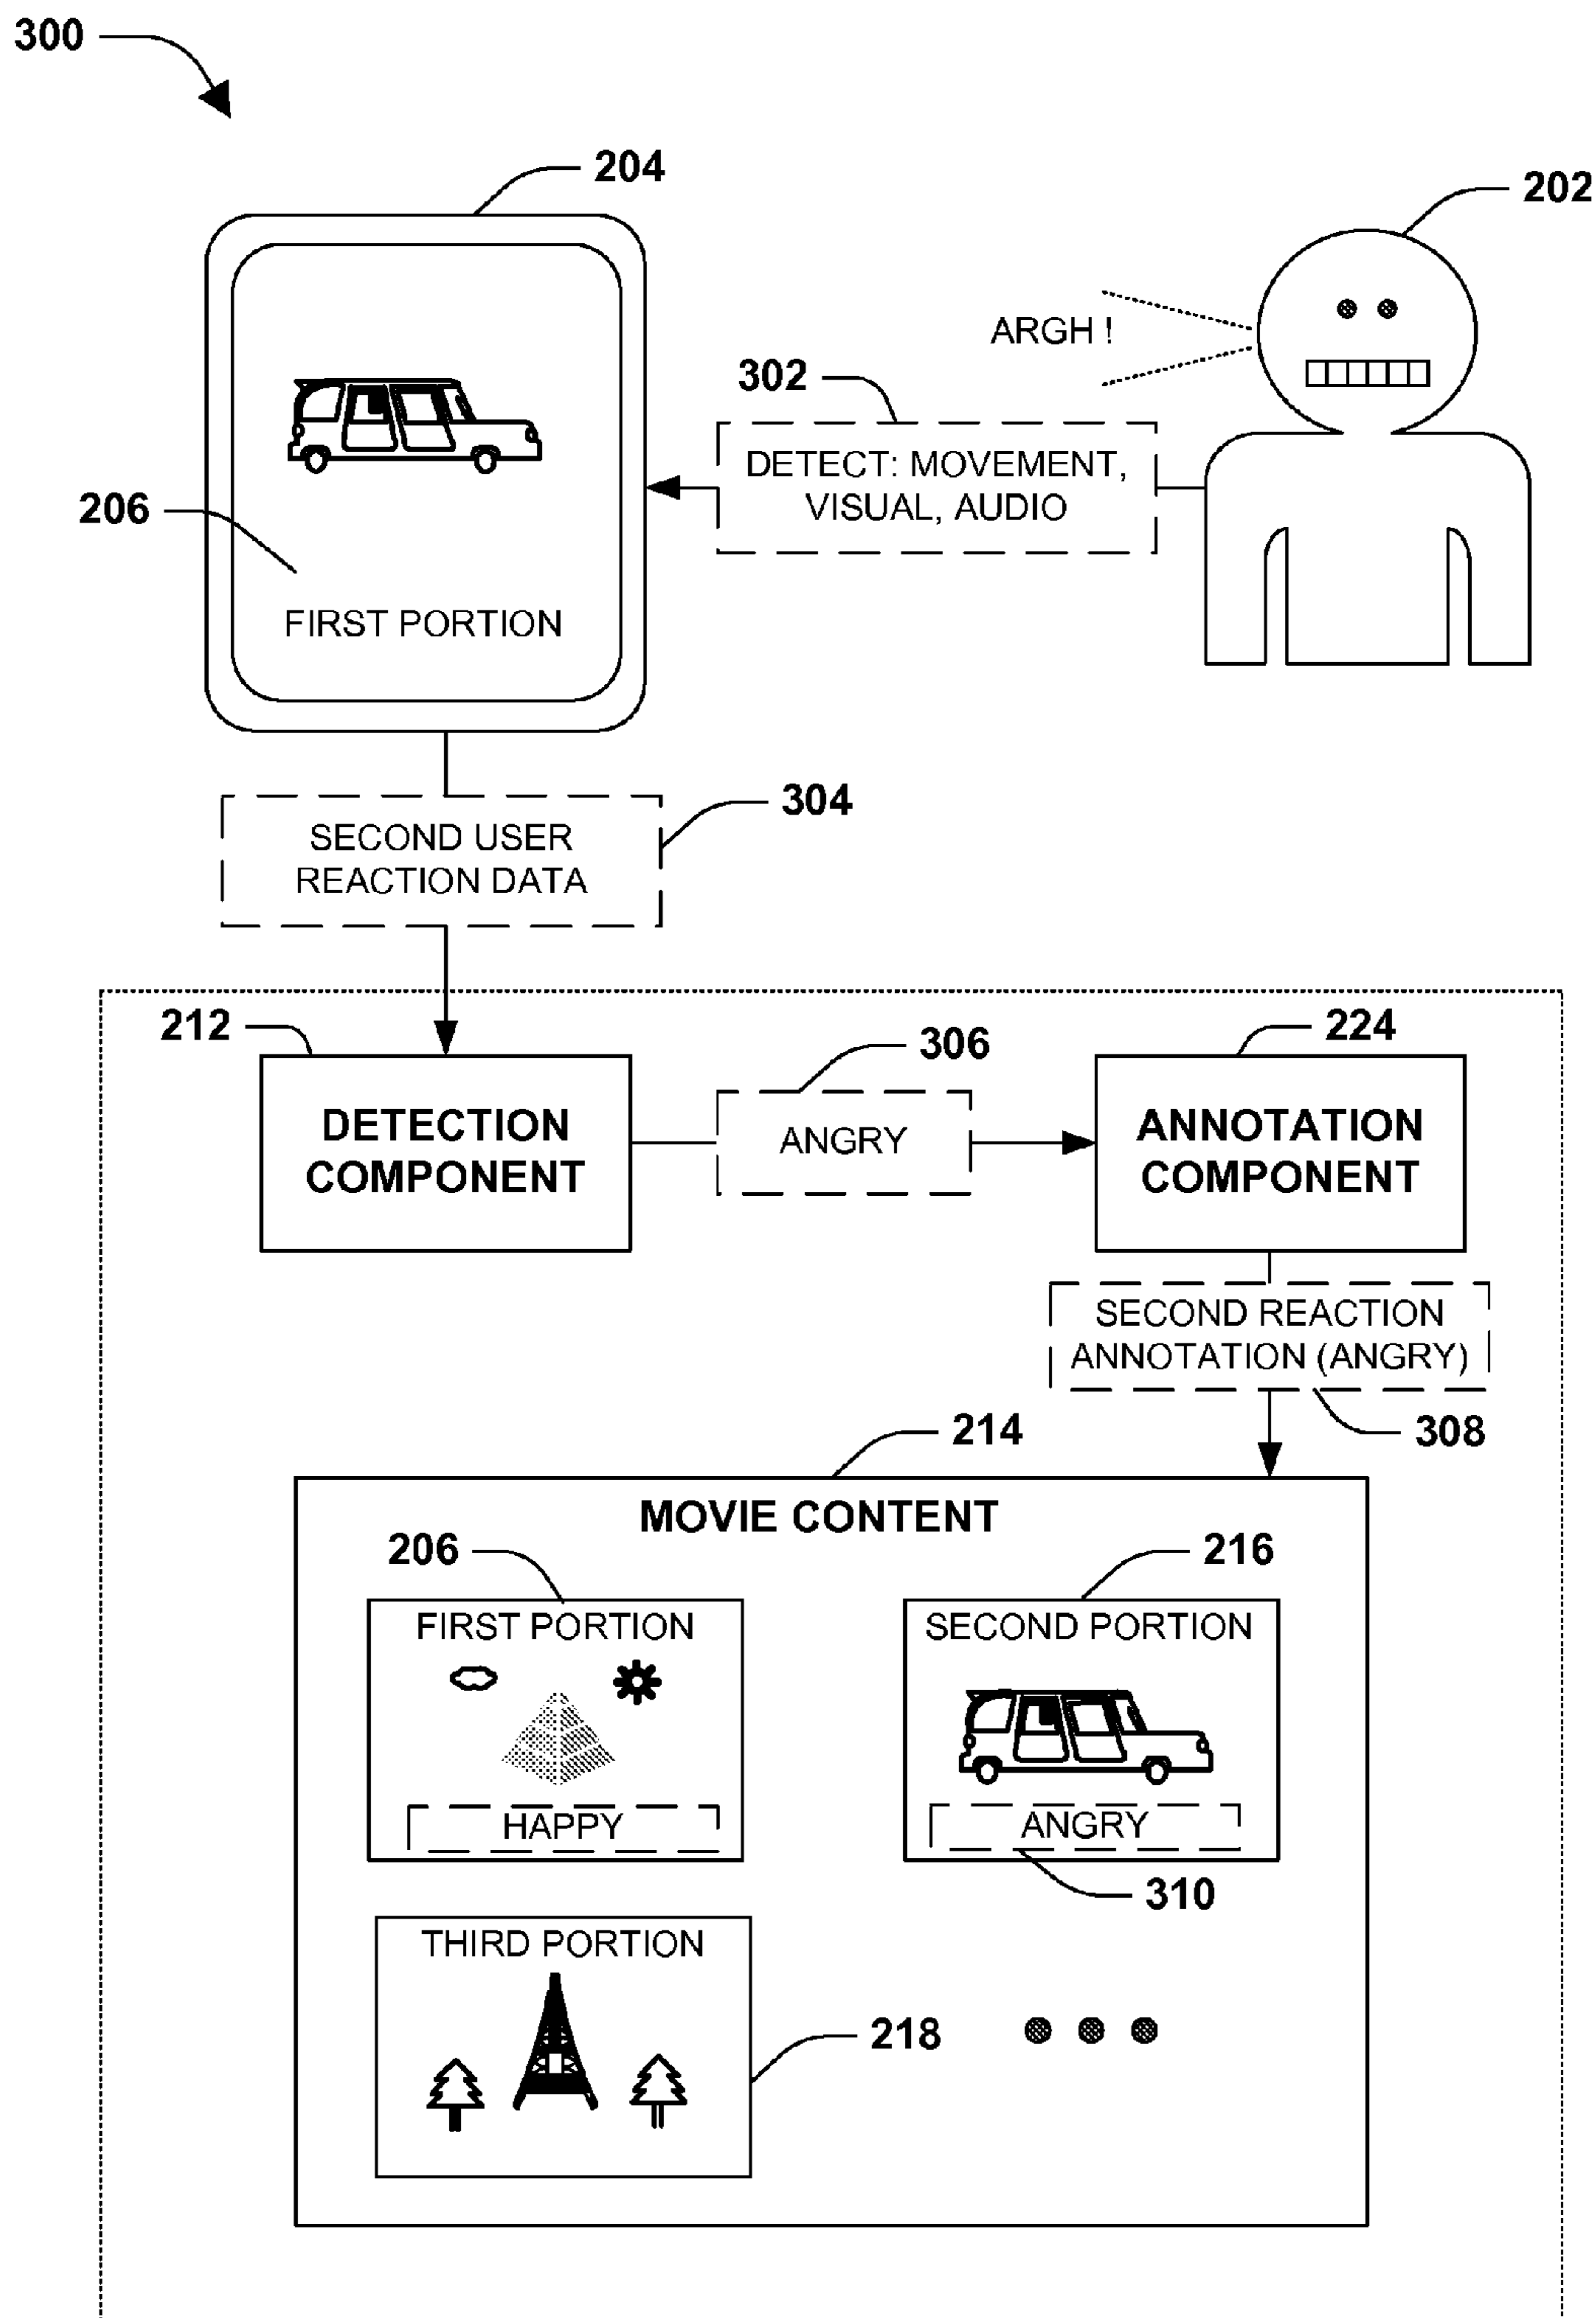 300
204
202
ARGH !
302
DETECT: MOVEMENT,
VISUAL, AUDIO
206
FIRST PORTION
304
SECOND USER
REACTION DATA
212
306
224
DETECTION
COMPONENT
ANGRY
ANNOTATION
COMPONENT
SECOND REACTION
ANNOTATION (ANGRY)
308
214
MOVIE CONTENT
206
216
FIRST PORTION
SECOND PORTION
HAPPY
ANGRY
310
THIRD PORTION
218